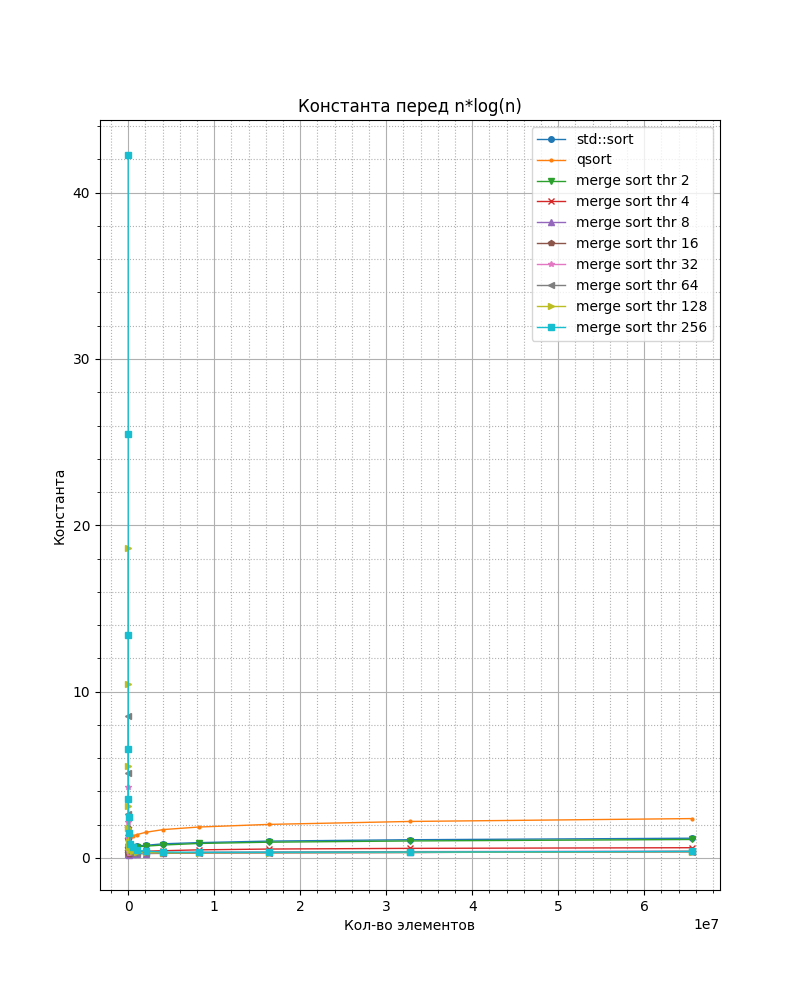 Константа перед n*log(n)
std::sort
qsort
merge sort thr 2
merge sort thr 4
merge sort thr 8
merge sort thr 16
merge sort thr 32
merge sort thr 64
merge sort thr 128
merge sort thr 256
Константа
40
30
20
10
0
0 1 2 3 4 5 6
1e7
Кол-во элементов